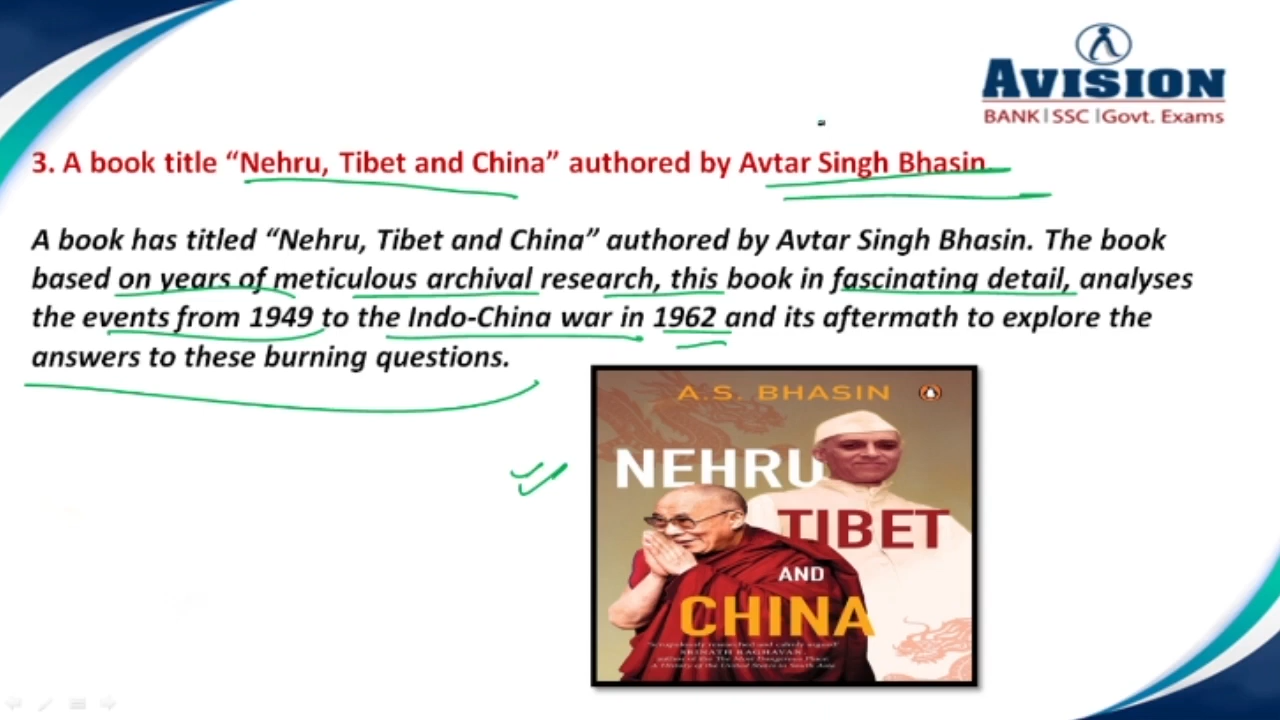 AVISION
BANK | SSC | Govt. Exams
3. A book title “Nehru, Tibet and China” authored by Avtar Singh Bhasin.
A book has titled “Nehru, Tibet and China” authored by Avtar Singh Bhasin. The book
based on years of meticulous archival research, this book in fascinating detail, analyses
the events from 1949 to the Indo-China war in 1962 and its aftermath to explore the
answers to these burning questions.
A.S. BHASIN
NEHRU
TIBET
AND
CHINA
SRINATH RAGHAVAN,